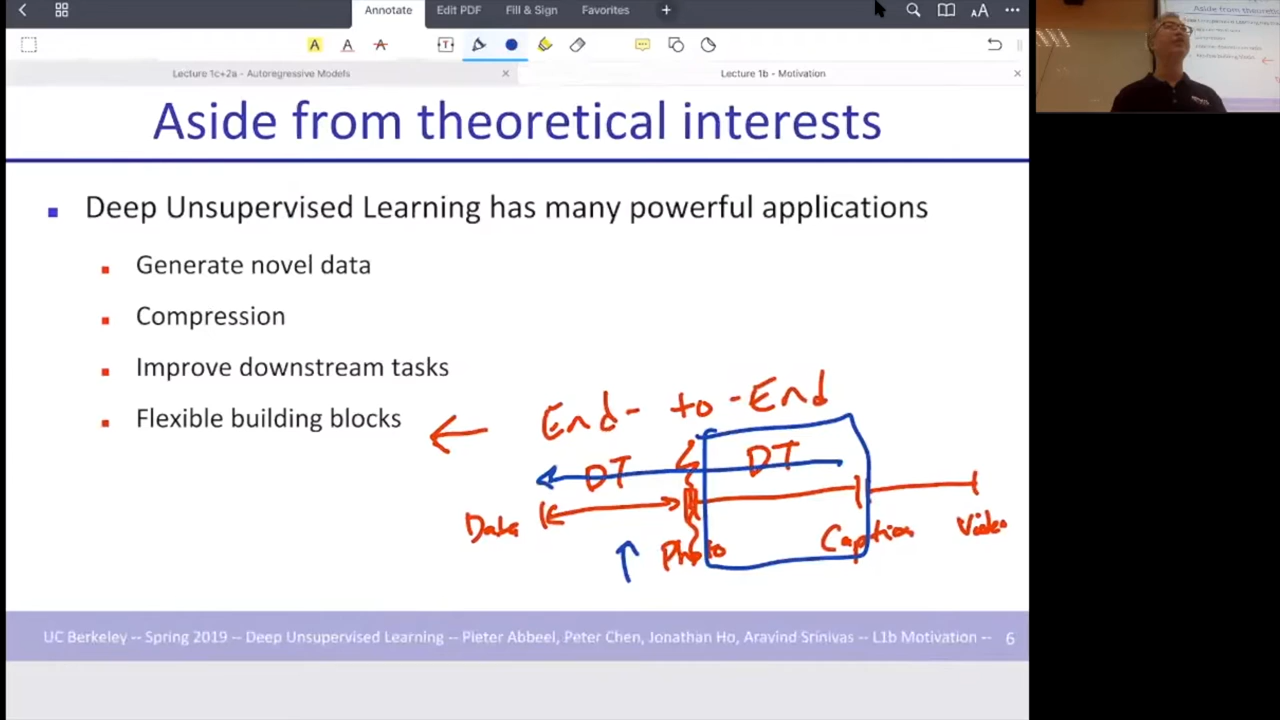 Annotate Edit PDF Fill & Sign Favorites +
Lecture 1c+2a - Autoregressive Models
Lecture 1b - Motivation
Aside from theoretical interests
Deep Unsupervised Learning has many powerful applications
Generate novel data
Compression
Improve downstream tasks
Flexible building blocks
End-to-End
DT DT
Data Photo Caption Video
UC Berkeley -- Spring 2019 -- Deep Unsupervised Learning -- Pieter Abbeel, Peter Chen, Jonathan Ho, Aravind Srinivas -- L1b Motivation -- 6